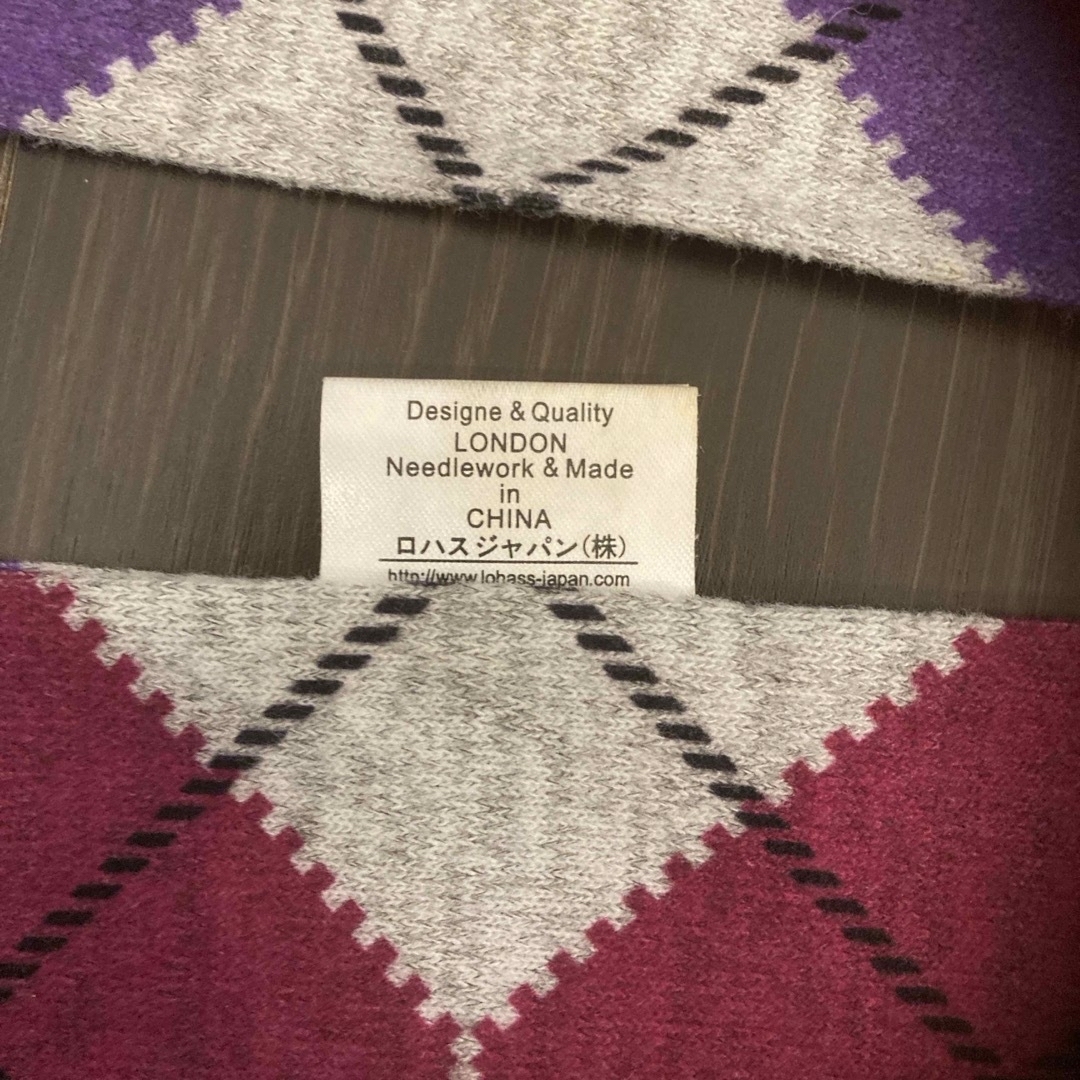 Designe & Quality
LONDON
Needlework & Made
in
CHINA
ロハスジャパン(株)
http://www.lohass-japan.com